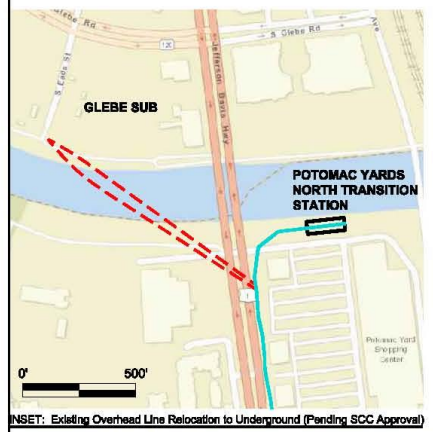 S Glebe Rd
Glebe Rd
120
S Eads St
Jefferson Davis Hwy
Ave
GLEBE SUB
POTOMAC YARDS
NORTH TRANSITION
STATION
1
Potomac Yard
Shopping
Center
0' 500'
INSET: Existing Overhead Line Relocation to Underground (Pending SCC Approval)